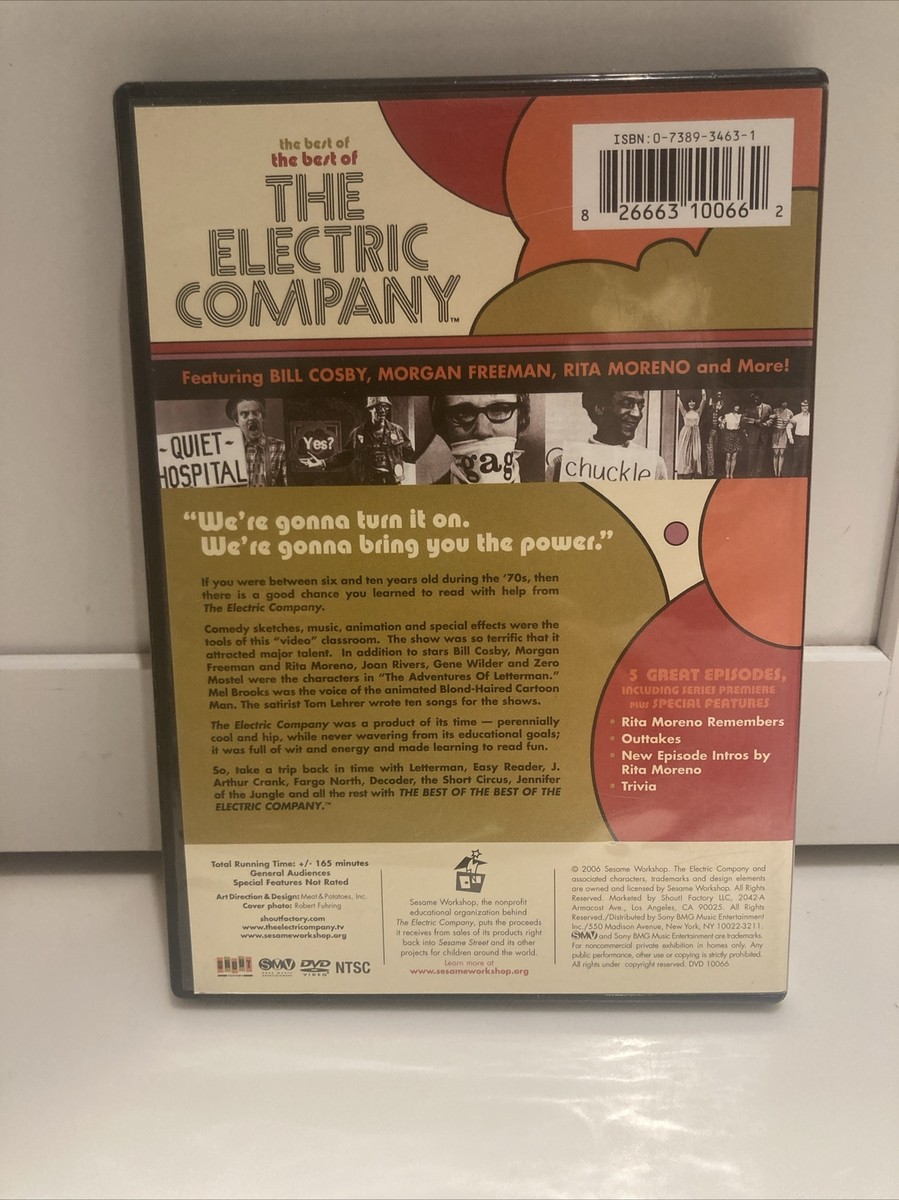 the best of
the best of
THE
ELECTRIC
COMPANY™
ISBN: 0-7389-3463-1
8 26663 10066 2
Featuring BILL COSBY, MORGAN FREEMAN, RITA MORENO and More!
~QUIET~
HOSPITAL
Yes?
gag
chuckle
“We’re gonna turn it on.
We’re gonna bring you the power.”
If you were between six and ten years old during the ’70s, then
there is a good chance you learned to read with help from
The Electric Company.
Comedy sketches, music, animation and special effects were the
tools of this “video” classroom. The show was so terrific that it
attracted major talent. In addition to stars Bill Cosby, Morgan
Freeman and Rita Moreno, Joan Rivers, Gene Wilder and Zero
Mostel were the characters in “The Adventures Of Letterman.”
Mel Brooks was the voice of the animated Blond-Haired Cartoon
Man. The satirist Tom Lehrer wrote ten songs for the shows.
The Electric Company was a product of its time — perennially
cool and hip, while never wavering from its educational goals;
it was full of wit and energy and made learning to read fun.
So, take a trip back in time with Letterman, Easy Reader, J.
Arthur Crank, Fargo North, Decoder, the Short Circus, Jennifer
of the Jungle and all the rest with THE BEST OF THE BEST OF THE
ELECTRIC COMPANY.™
5 GREAT EPISODES,
INCLUDING SERIES PREMIERE
PLUS SPECIAL FEATURES
• Rita Moreno Remembers
• Outtakes
• New Episode Intros by
Rita Moreno
• Trivia
Total Running Time: +/- 165 minutes
General Audiences
Special Features Not Rated
Art Direction & Design: Meat & Potatoes, Inc.
Cover photo: Robert Fuhring
shoutfactory.com
www.theelectriccompany.tv
www.sesameworkshop.org
SMV
DVD
VIDEO
NTSC
Sesame Workshop, the nonprofit
educational organization behind
The Electric Company, puts the proceeds
it receives from sales of its products right
back into Sesame Street and its other
projects for children around the world.
Learn more at
www.sesameworkshop.org
© 2006 Sesame Workshop. The Electric Company and
associated characters, trademarks and design elements
are owned and licensed by Sesame Workshop. All Rights
Reserved. Marketed by Shout! Factory LLC, 2042-A
Armacost Ave., Los Angeles, CA 90025. All Rights
Reserved./Distributed by Sony BMG Music Entertainment
Inc./550 Madison Avenue, New York, NY 10022-3211.
SMV and Sony BMG Music Entertainment are trademarks.
For noncommercial private exhibition in homes only. Any
public performance, other use or copying is strictly prohibited.
All rights under copyright reserved. DVD 10066